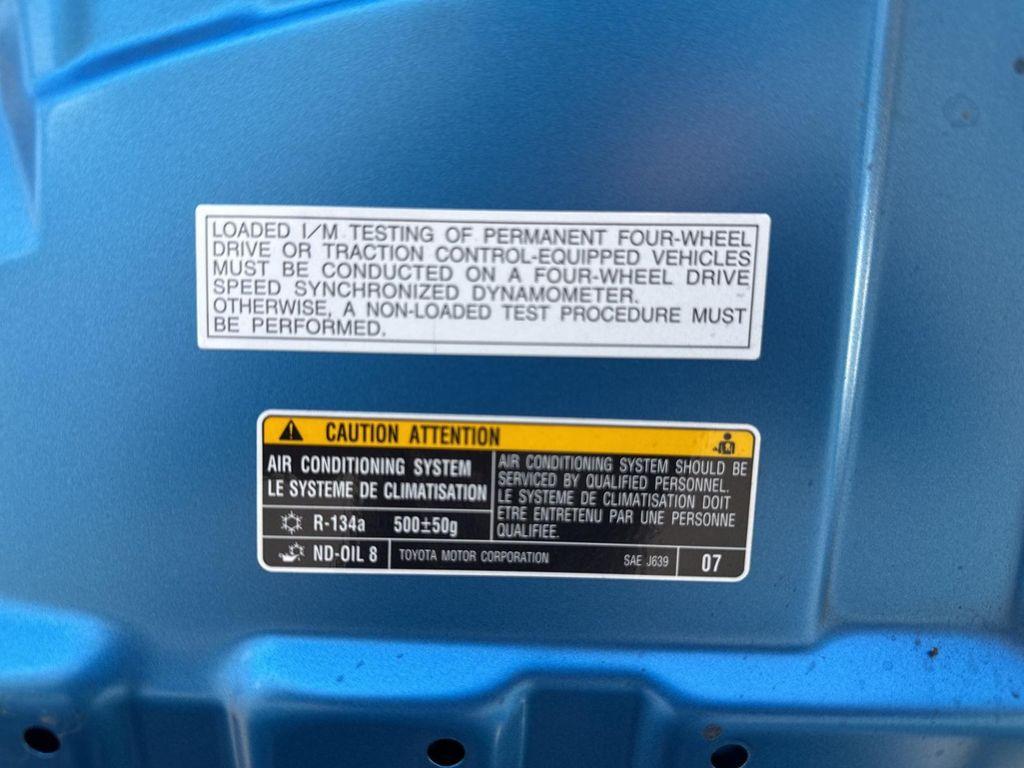 LOADED I/M TESTING OF PERMANENT FOUR-WHEEL
DRIVE OR TRACTION CONTROL-EQUIPPED VEHICLES
MUST BE CONDUCTED ON A FOUR-WHEEL DRIVE
SPEED SYNCHRONIZED DYNAMOMETER.
OTHERWISE, A NON-LOADED TEST PROCEDURE MUST
BE PERFORMED.
CAUTION ATTENTION
AIR CONDITIONING SYSTEM
LE SYSTEME DE CLIMATISATION
R-134a 500±50g
AIR CONDITIONING SYSTEM SHOULD BE
SERVICED BY QUALIFIED PERSONNEL.
LE SYSTEME DE CLIMATISATION DOIT
ETRE ENTRETENU PAR UNE PERSONNE
QUALIFIEE.
ND-OIL 8 TOYOTA MOTOR CORPORATION SAE J639 07